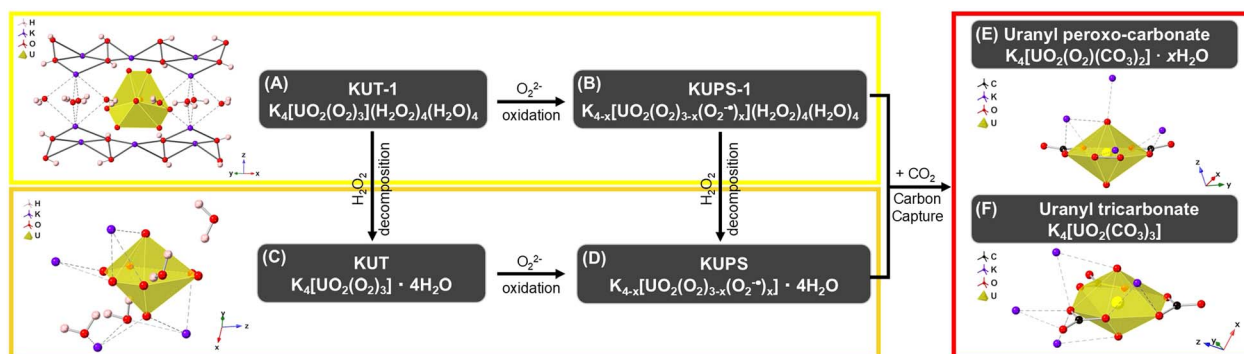 H
K
O
U
z
y
x
(A)
KUT-1
K₄[UO₂(O₂)₃](H₂O₂)₄(H₂O)₄
O₂²⁻
oxidation
(B)
KUPS-1
K₄₋ₓ[UO₂(O₂)₃₋ₓ(O₂⁻•)ₓ](H₂O₂)₄(H₂O)₄
H₂O₂
decomposition
H₂O₂
decomposition
H
K
O
U
y
z
x
(C)
KUT
K₄[UO₂(O₂)₃] · 4H₂O
O₂²⁻
oxidation
(D)
KUPS
K₄₋ₓ[UO₂(O₂)₃₋ₓ(O₂⁻•)ₓ] · 4H₂O
+ CO₂
Carbon
Capture
(E) Uranyl peroxo-carbonate
K₄[UO₂(O₂)(CO₃)₂] · xH₂O
C
K
O
U
z
x
y
(F) Uranyl tricarbonate
K₄[UO₂(CO₃)₃]
C
K
O
U
x
z
y